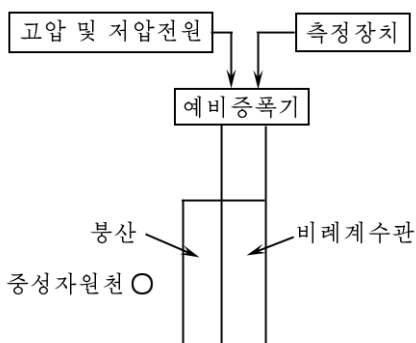 고압 및 저압전원
측정장치
예비증폭기
붕산
비례계수관
중성자원천